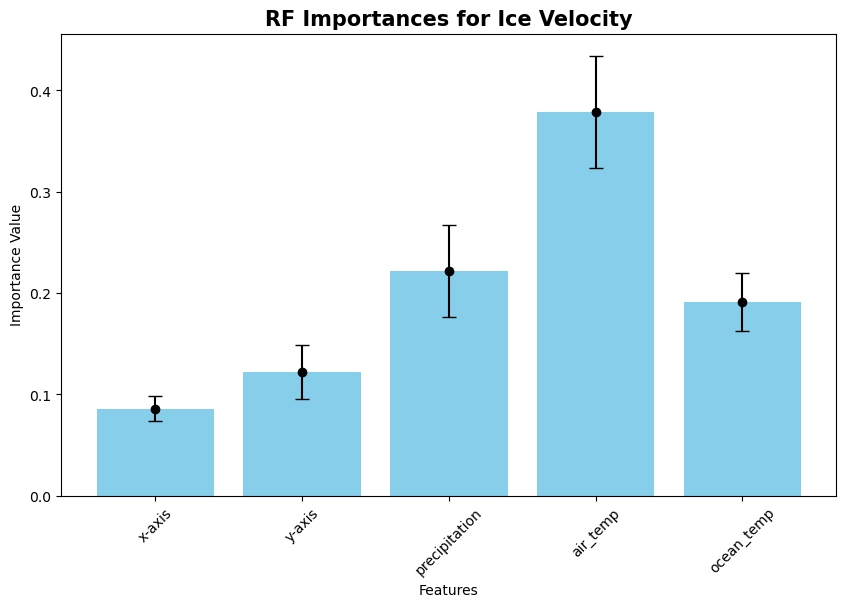 RF Importances for Ice Velocity
Importance Value
0.4
0.3
0.2
0.1
0.0
x-axis
y-axis
precipitation
air_temp
ocean_temp
Features